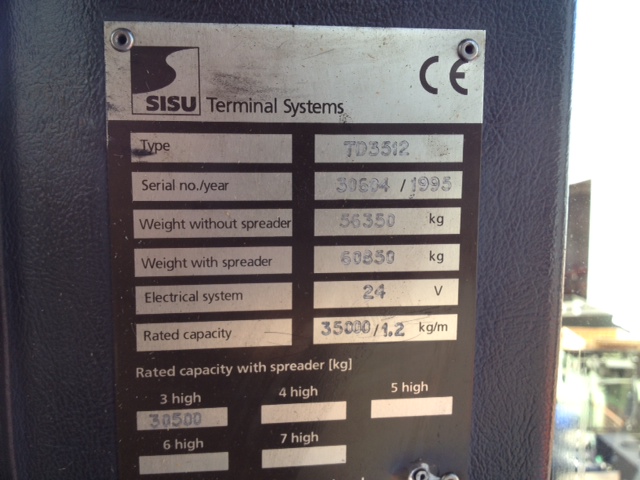 SISU Terminal Systems CE
Type TD3512
Serial no./year 30604 / 1995
Weight without spreader 56350 kg
Weight with spreader 60850 kg
Electrical system 24 V
Rated capacity 35000/1.2 kg/m
Rated capacity with spreader [kg]
3 high 4 high 5 high
30500
6 high 7 high